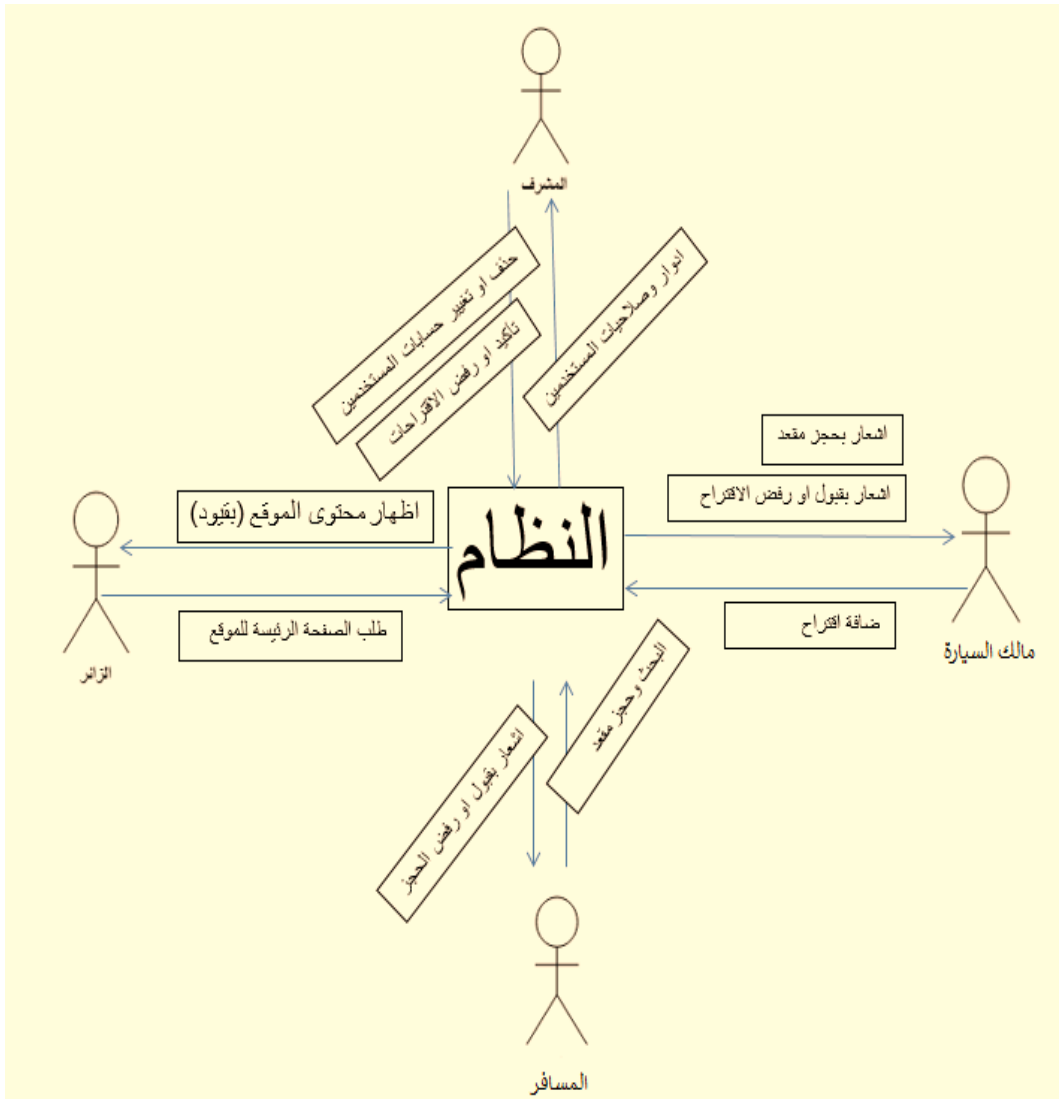 المشرف
حذف او تغيير حسابات المستخدمين
تأكيد او رفض الاقتراحات
ادوار وصلاحيات المستخدمين
اشعار بحجز مقعد
اشعار بقبول او رفض الاقتراح
اظهار محتوى الموقع (بقيود)
النظام
طلب الصفحة الرئيسة للموقع
ضافة اقتراح
مالك السيارة
الزائر
البحث وحجز مقعد
اشعار بقبول او رفض الحجز
المسافر